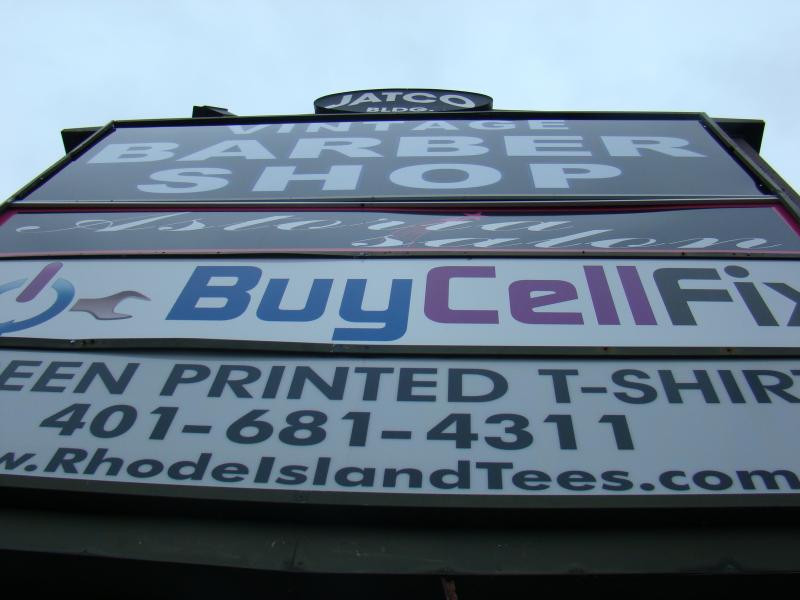 JATCO
BLDG.
VINTAGE
BARBER
SHOP
Astoria
salon
BuyCellFix
EEN PRINTED T-SHIRT
401-681-4311
w.RhodeIslandTees.com